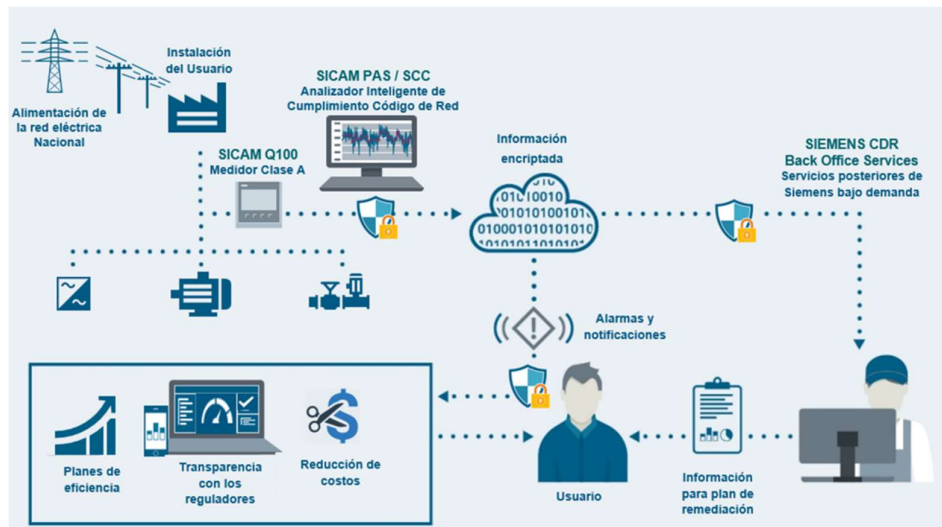 Instalación
del Usuario
Alimentación de
la red eléctrica
Nacional
SICAM PAS / SCC
Analizador Inteligente de
Cumplimiento Código de Red
SICAM Q100
Medidor Clase A
Información
encriptada
SIEMENS CDR
Back Office Services
Servicios posteriores de
Siemens bajo demanda
Alarmas y
notificaciones
Planes de
eficiencia
Transparencia
con los
reguladores
Reducción de
costos
Usuario
Información
para plan de
remediación